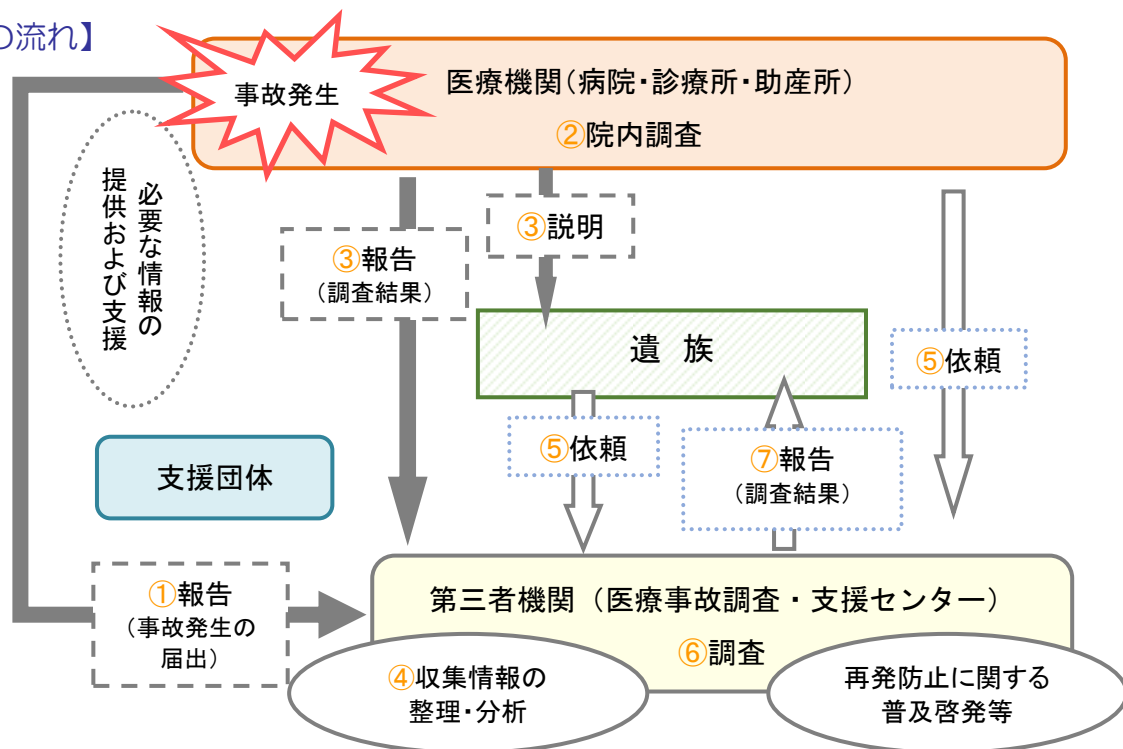 の流れ】
事故発生
医療機関（病院・診療所・助産所）
②院内調査
必要な情報の
提供および支援
③報告
（調査結果）
③説明
遺　族
⑤依頼
⑤依頼
⑦報告
（調査結果）
支援団体
①報告
（事故発生の
届出）
第三者機関（医療事故調査・支援センター）
⑥調査
④収集情報の
整理・分析
再発防止に関する
普及啓発等